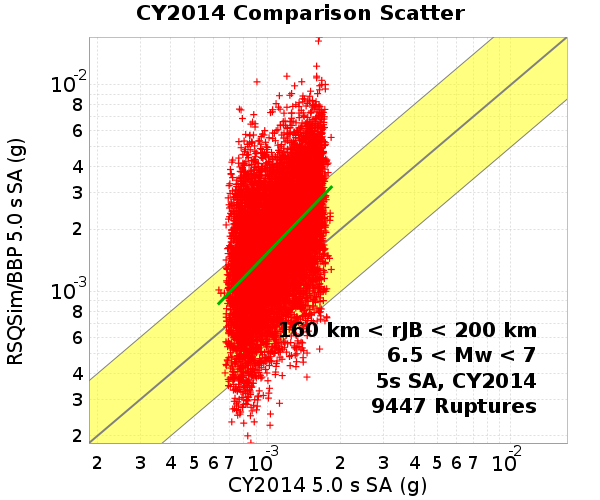 CY2014 Comparison Scatter
RSQSim/BBP 5.0 s SA (g)
10-2
8
6
4
3
2
10-3
8
6
4
3
2
160 km < rJB < 200 km
6.5 < Mw < 7
5s SA, CY2014
9447 Ruptures
2 3 4 5 6 7 10-3 2 3 4 5 6 7 10-2
CY2014 5.0 s SA (g)